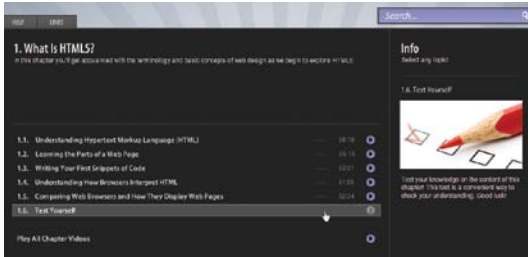 HELP
Search...
1. What Is HTML5?
In this chapter you'll get acquainted with the terminology and basic concepts of web design as we begin to explore HTML5.
1.1. Understanding Hypertext Markup Language (HTML)
1.2. Learning the Parts of a Web Page
1.3. Writing Your First Snippets of Code
1.4. Understanding How Browsers Interpret HTML
1.5. Comparing Web Browsers and How They Display Web Pages
1.6. Test Yourself
Play All Chapter Videos
Info
Select any topic!
1.6. Test Yourself
Test your knowledge on the content of this
chapter! This test is a convenient way to
check your understanding. Good luck!